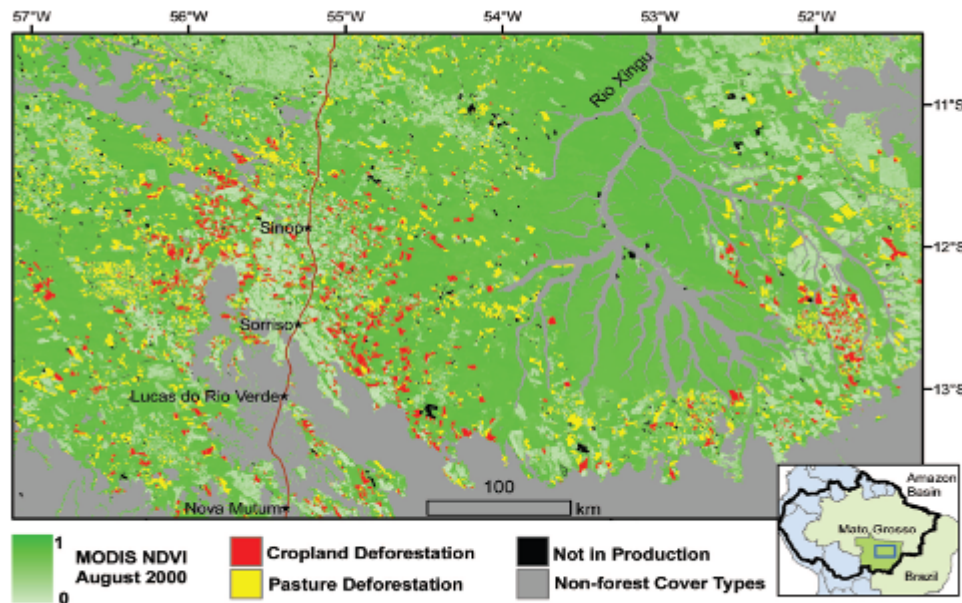 57°W 56°W 55°W 54°W 53°W 52°W
Rio Xingu
11°S
Sinop
12°S
Sorriso
Lucas do Rio Verde
13°S
100
km
Nova Mutum
Amazon
Basin
Mato Grosso
Brazil
1
0
MODIS NDVI
August 2000
Cropland Deforestation
Pasture Deforestation
Not in Production
Non-forest Cover Types